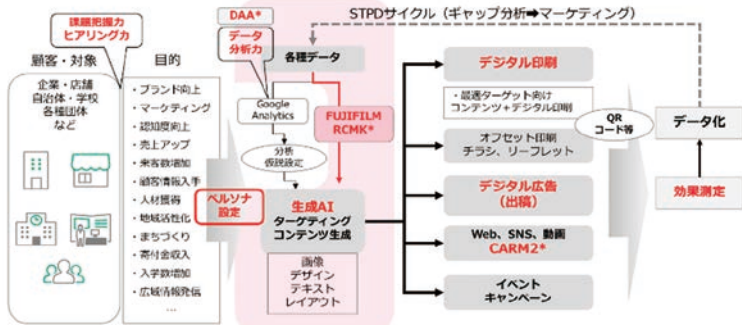 課題把握力
ヒアリング力
顧客・対象
企業・店舗
自治体・学校
各種団体
など
目的
・ブランド向上
・マーケティング
・認知度向上
・売上アップ
・来客数増加
・顧客情報入手
・人材獲得
・地域活性化
・まちづくり
・寄付金収入
・入学数増加
・広域情報発信
…
ペルソナ
設定
DAA*
データ
分析力
各種データ
Google
Analytics
FUJIFILM
RCMK*
分析
仮説設定
生成AI
ターゲティング
コンテンツ生成
画像
デザイン
テキスト
レイアウト
STPDサイクル（ギャップ分析➡マーケティング）
デジタル印刷
・最適ターゲット向け
コンテンツ+デジタル印刷
オフセット印刷
チラシ、リーフレット
デジタル広告
（出稿）
Web、SNS、動画
CARM2*
イベント
キャンペーン
QR
コード等
データ化
効果測定